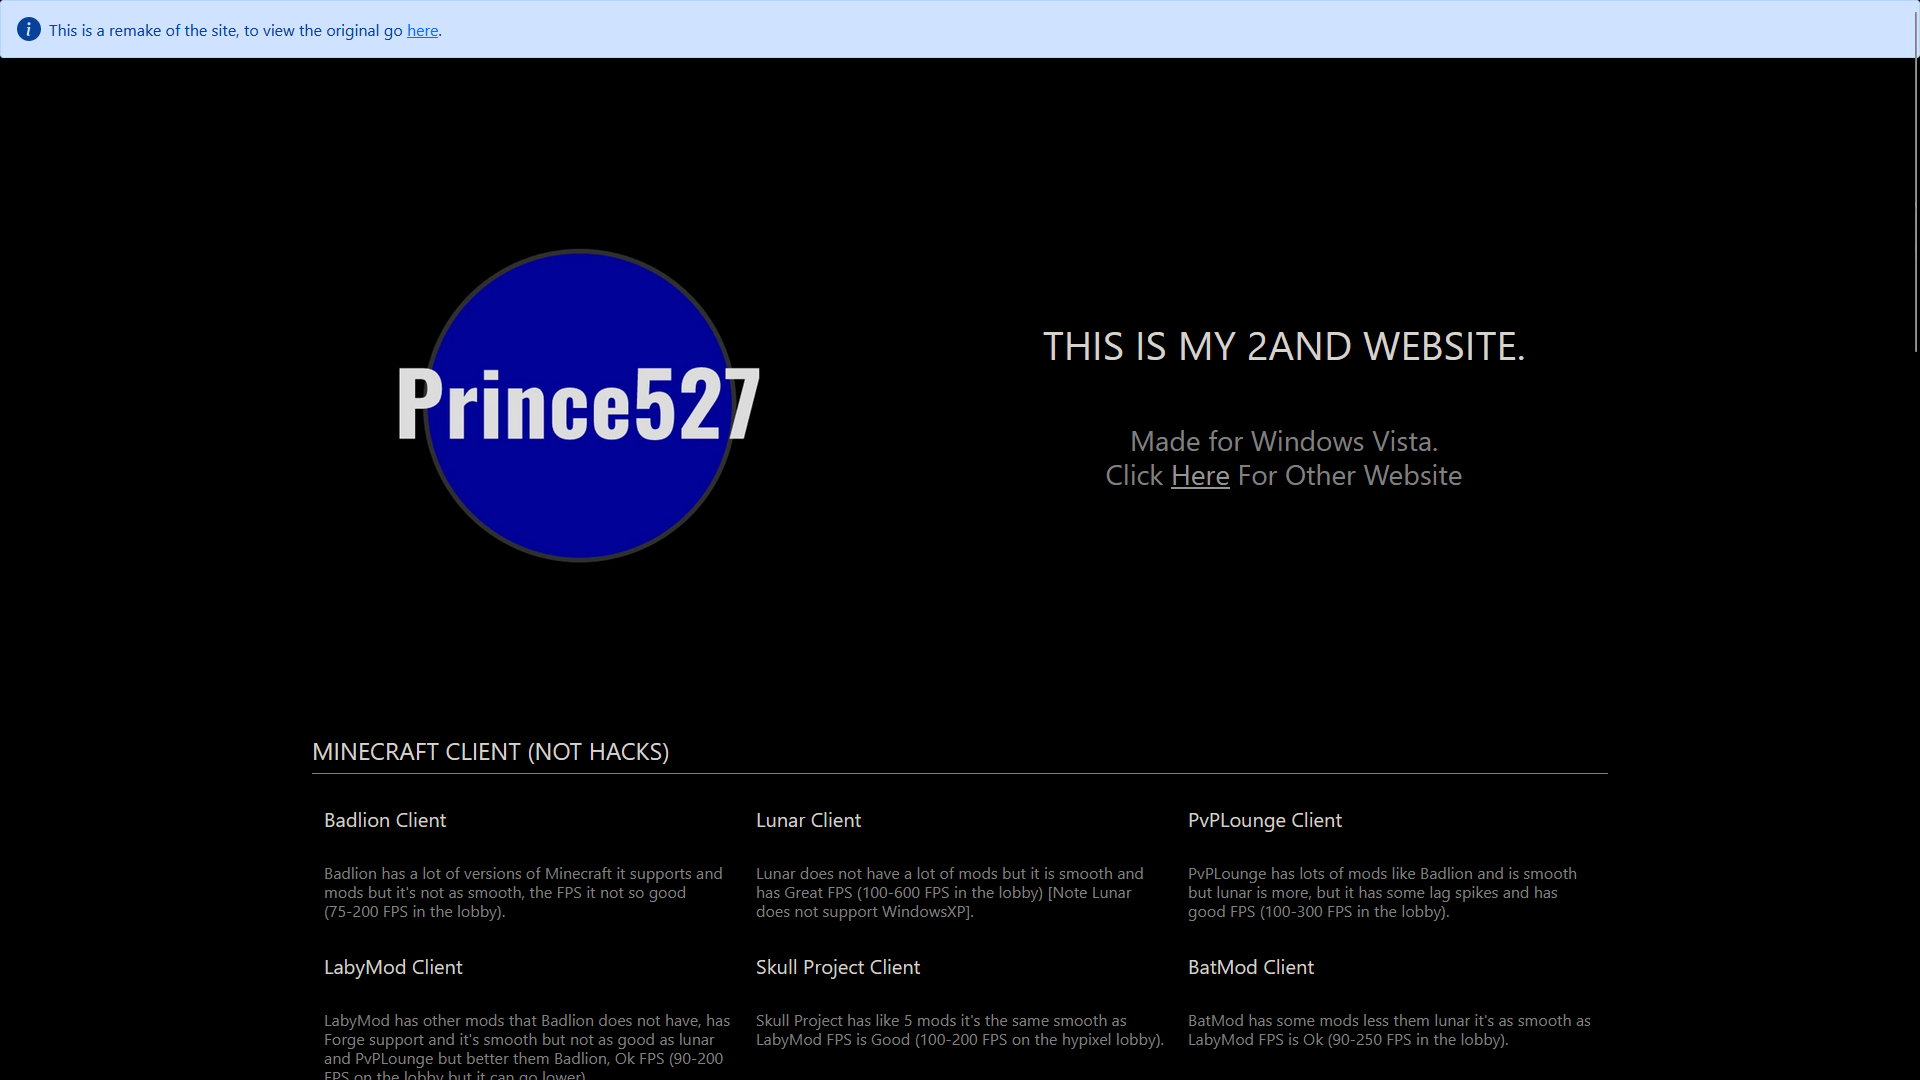 This is a remake of the site, to view the original go here.
Prince527
THIS IS MY 2AND WEBSITE.
Made for Windows Vista.
Click Here For Other Website
MINECRAFT CLIENT (NOT HACKS)
Badlion Client
Badlion has a lot of versions of Minecraft it supports and
mods but it's not as smooth, the FPS it not so good
(75-200 FPS in the lobby).
Lunar Client
Lunar does not have a lot of mods but it is smooth and
has Great FPS (100-600 FPS in the lobby) [Note Lunar
does not support WindowsXP].
PvPLounge Client
PvPLounge has lots of mods like Badlion and is smooth
but lunar is more, but it has some lag spikes and has
good FPS (100-300 FPS in the lobby).
LabyMod Client
LabyMod has other mods that Badlion does not have, has
Forge support and it's smooth but not as good as lunar
and PvPLounge but better them Badlion, Ok FPS (90-200
FPS on the lobby but it can go lower)
Skull Project Client
Skull Project has like 5 mods it's the same smooth as
LabyMod FPS is Good (100-200 FPS on the hypixel lobby).
BatMod Client
BatMod has some mods less them lunar it's as smooth as
LabyMod FPS is Ok (90-250 FPS in the lobby).